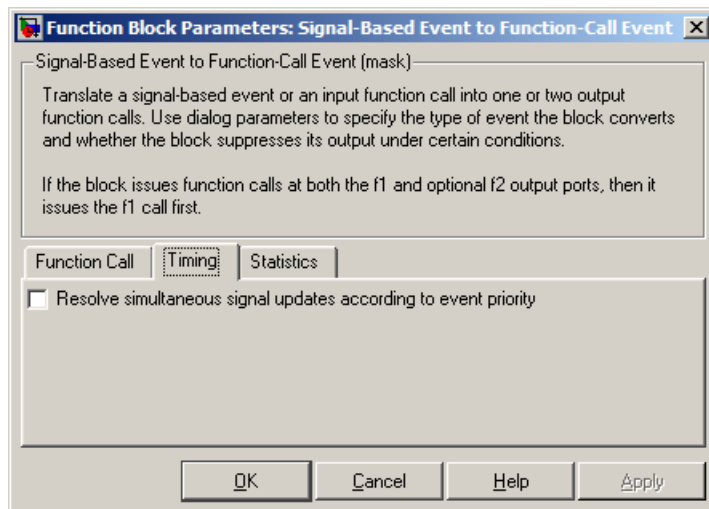 Function Block Parameters: Signal-Based Event to Function-Call Event
Signal-Based Event to Function-Call Event (mask)
Translate a signal-based event or an input function call into one or two output
function calls. Use dialog parameters to specify the type of event the block converts
and whether the block suppresses its output under certain conditions.
If the block issues function calls at both the f1 and optional f2 output ports, then it
issues the f1 call first.
Function Call Timing Statistics
Resolve simultaneous signal updates according to event priority
OK Cancel Help Apply